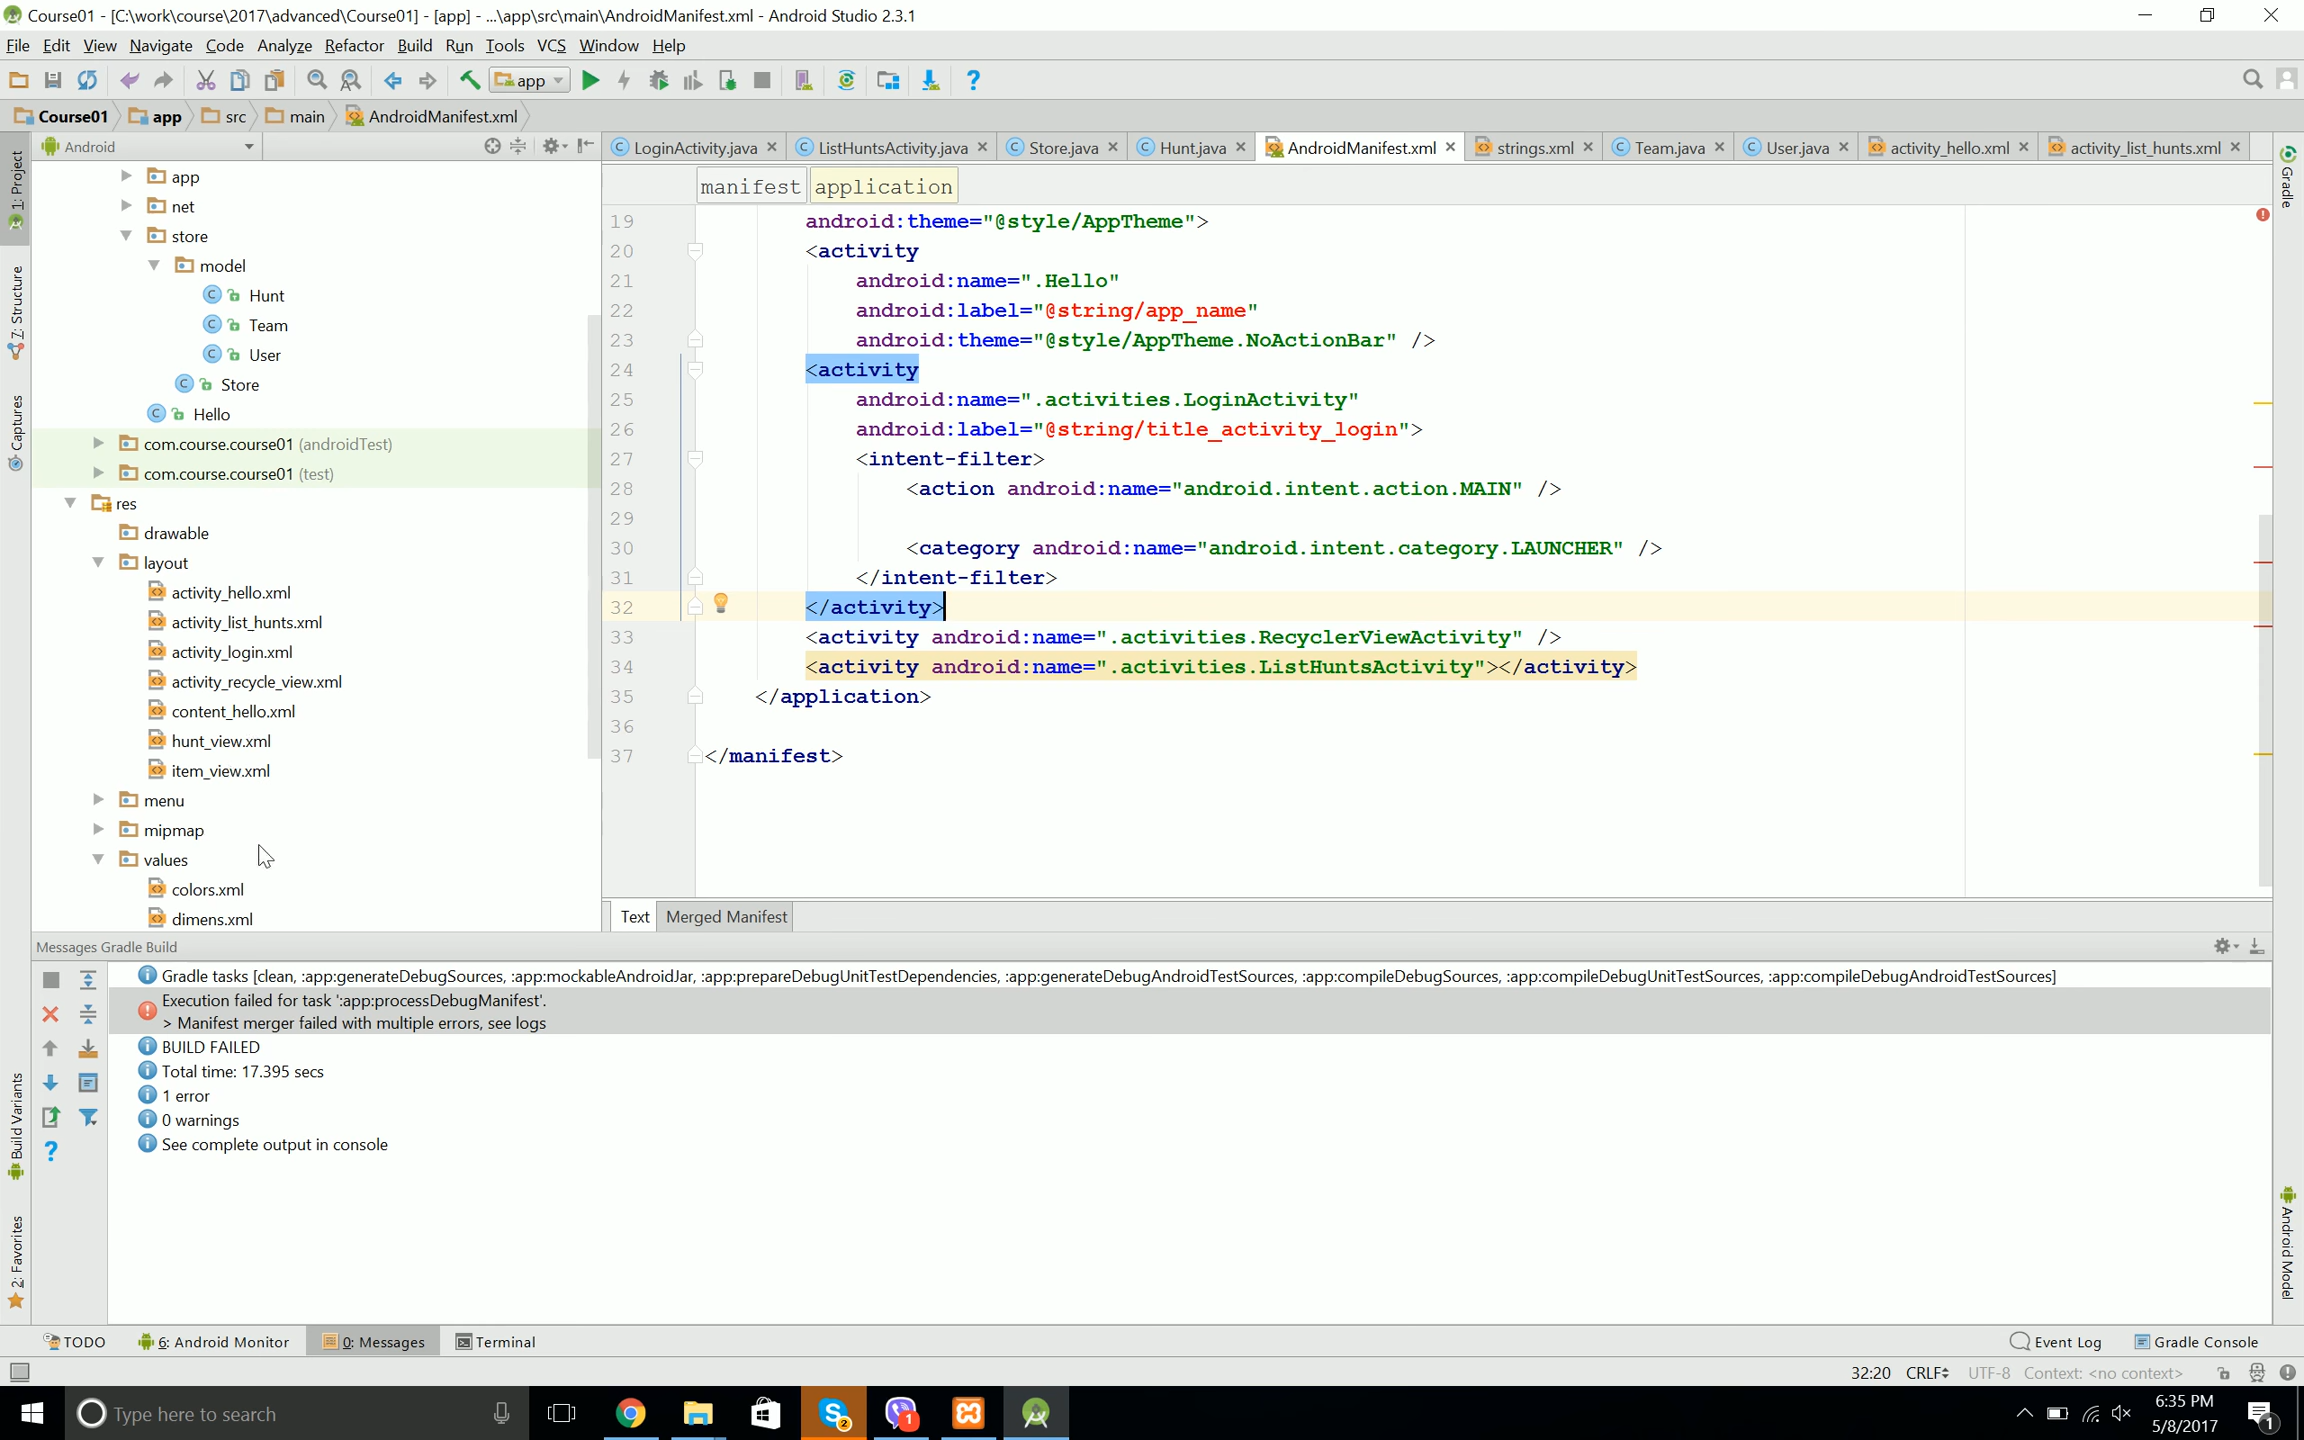 Course01 - [C:\work\course\2017\advanced\Course01] - [app] - ...\app\src\main\AndroidManifest.xml - Android Studio 2.3.1
File Edit View Navigate Code Analyze Refactor Build Run Tools VCS Window Help
app
Course01 app src main AndroidManifest.xml
Android
LoginActivity.java ListHuntsActivity.java Store.java Hunt.java AndroidManifest.xml strings.xml Team.java User.java activity_hello.xml activity_list_hunts.xml
1: Project
7: Structure
Captures
Build Variants
2: Favorites
app
net
store
model
Hunt
Team
User
Store
Hello
com.course.course01 (androidTest)
com.course.course01 (test)
res
drawable
layout
activity_hello.xml
activity_list_hunts.xml
activity_login.xml
activity_recycle_view.xml
content_hello.xml
hunt_view.xml
item_view.xml
menu
mipmap
values
colors.xml
dimens.xml
manifest application
19 android:theme="@style/AppTheme">
20 <activity
21 android:name=".Hello"
22 android:label="@string/app_name"
23 android:theme="@style/AppTheme.NoActionBar" />
24 <activity
25 android:name=".activities.LoginActivity"
26 android:label="@string/title_activity_login">
27 <intent-filter>
28 <action android:name="android.intent.action.MAIN" />
29
30 <category android:name="android.intent.category.LAUNCHER" />
31 </intent-filter>
32 </activity>
33 <activity android:name=".activities.RecyclerViewActivity" />
34 <activity android:name=".activities.ListHuntsActivity"></activity>
35 </application>
36
37 </manifest>
Text Merged Manifest
Gradle
Android Model
Messages Gradle Build
Gradle tasks [clean, :app:generateDebugSources, :app:mockableAndroidJar, :app:prepareDebugUnitTestDependencies, :app:generateDebugAndroidTestSources, :app:compileDebugSources, :app:compileDebugUnitTestSources, :app:compileDebugAndroidTestSources]
Execution failed for task ':app:processDebugManifest'.
> Manifest merger failed with multiple errors, see logs
BUILD FAILED
Total time: 17.395 secs
1 error
0 warnings
See complete output in console
TODO 6: Android Monitor 0: Messages Terminal Event Log Gradle Console
32:20 CRLF UTF-8 Context: <no context>
Type here to search
2
1
6:35 PM
5/8/2017
1